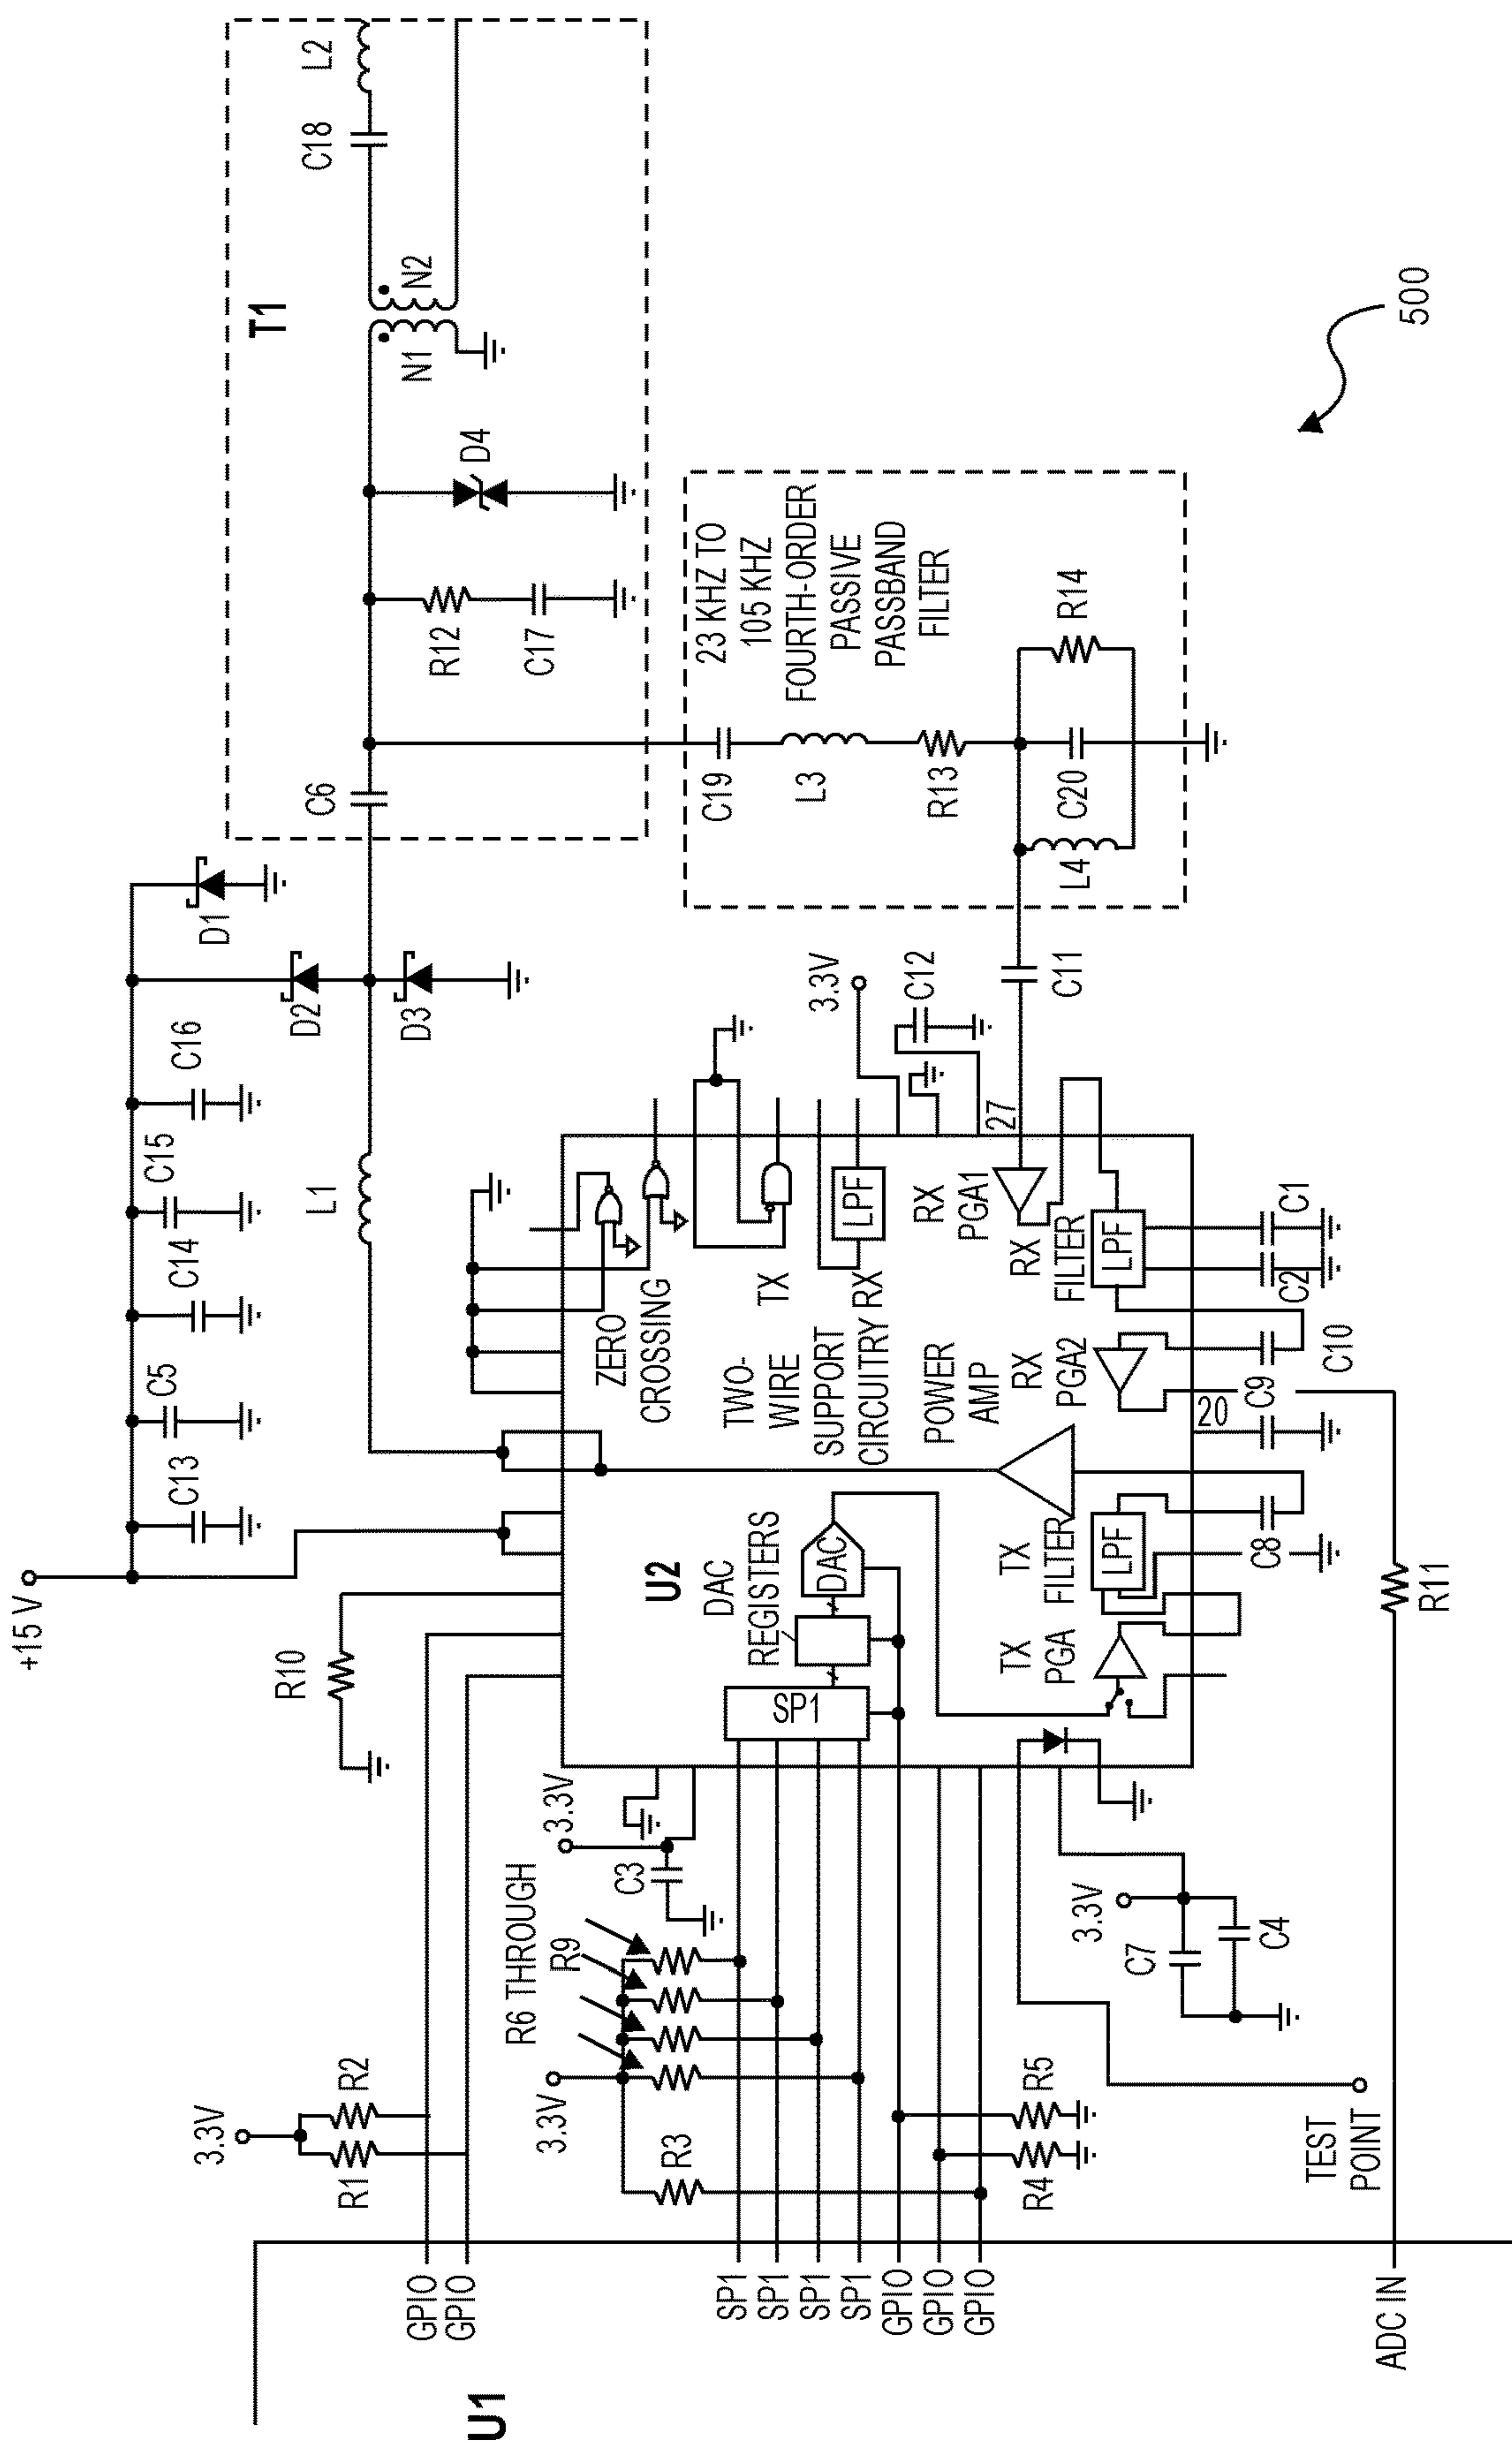 +15 V
C13
C5
C14
C15
C16
D1
D2
D3
L1
C6
T1
C18
L2
N1
N2
D4
R12
C17
R10
3.3V
R1
R2
GPIO
GPIO
U1
3.3V
R6 THROUGH
R9
R3
3.3V
C3
SP1
SP1
SP1
SP1
GPIO
GPIO
GPIO
R4
R5
ADC IN
TEST
POINT
3.3V
C7
C4
R11
U2
DAC
REGISTERS
SP1
DAC
TX
PGA
TX
FILTER
LPF
C8
POWER
AMP
20
C9
C10
RX
PGA2
RX
FILTER
LPF
C2
C1
RX
PGA1
27
ZERO
CROSSING
TWO-
WIRE
SUPPORT
CIRCUITRY
TX
RX
LPF
3.3V
C12
C11
23 KHZ TO
105 KHZ
FOURTH-ORDER
PASSIVE
PASSBAND
FILTER
C19
L3
R13
C20
L4
R14
500